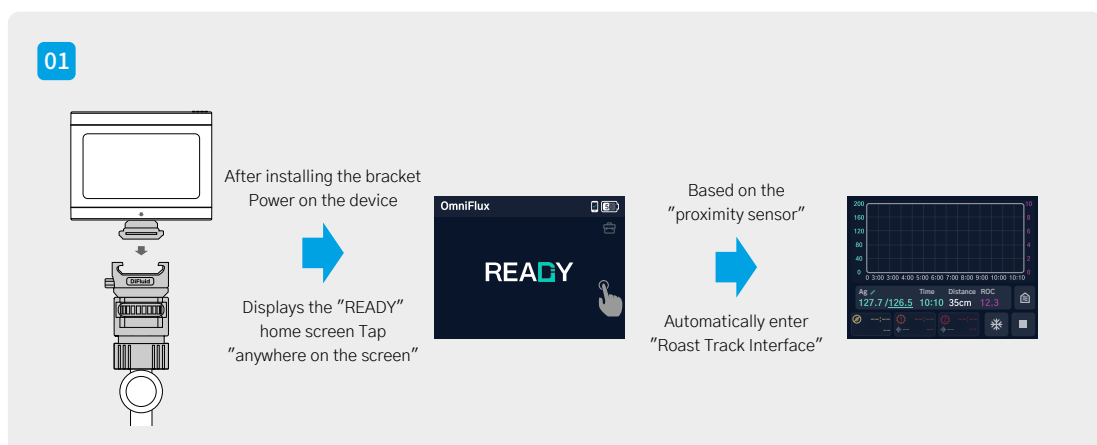 01
After installing the bracket
Power on the device
Displays the "READY"
home screen Tap
"anywhere on the screen"
DiFluid
OmniFlux
READY
Based on the
"proximity sensor"
Automatically enter
"Roast Track Interface"
200 10
160 8
120 6
80 4
40 2
0 0
0 3:00 3:00 4:00 5:00 6:00 7:00 8:00 9:00 10:00 10:10
Ag Time Distance ROC
127.7 /126.5 10:10 35cm 12.3
--:-- --:-- --:--
-- -- --